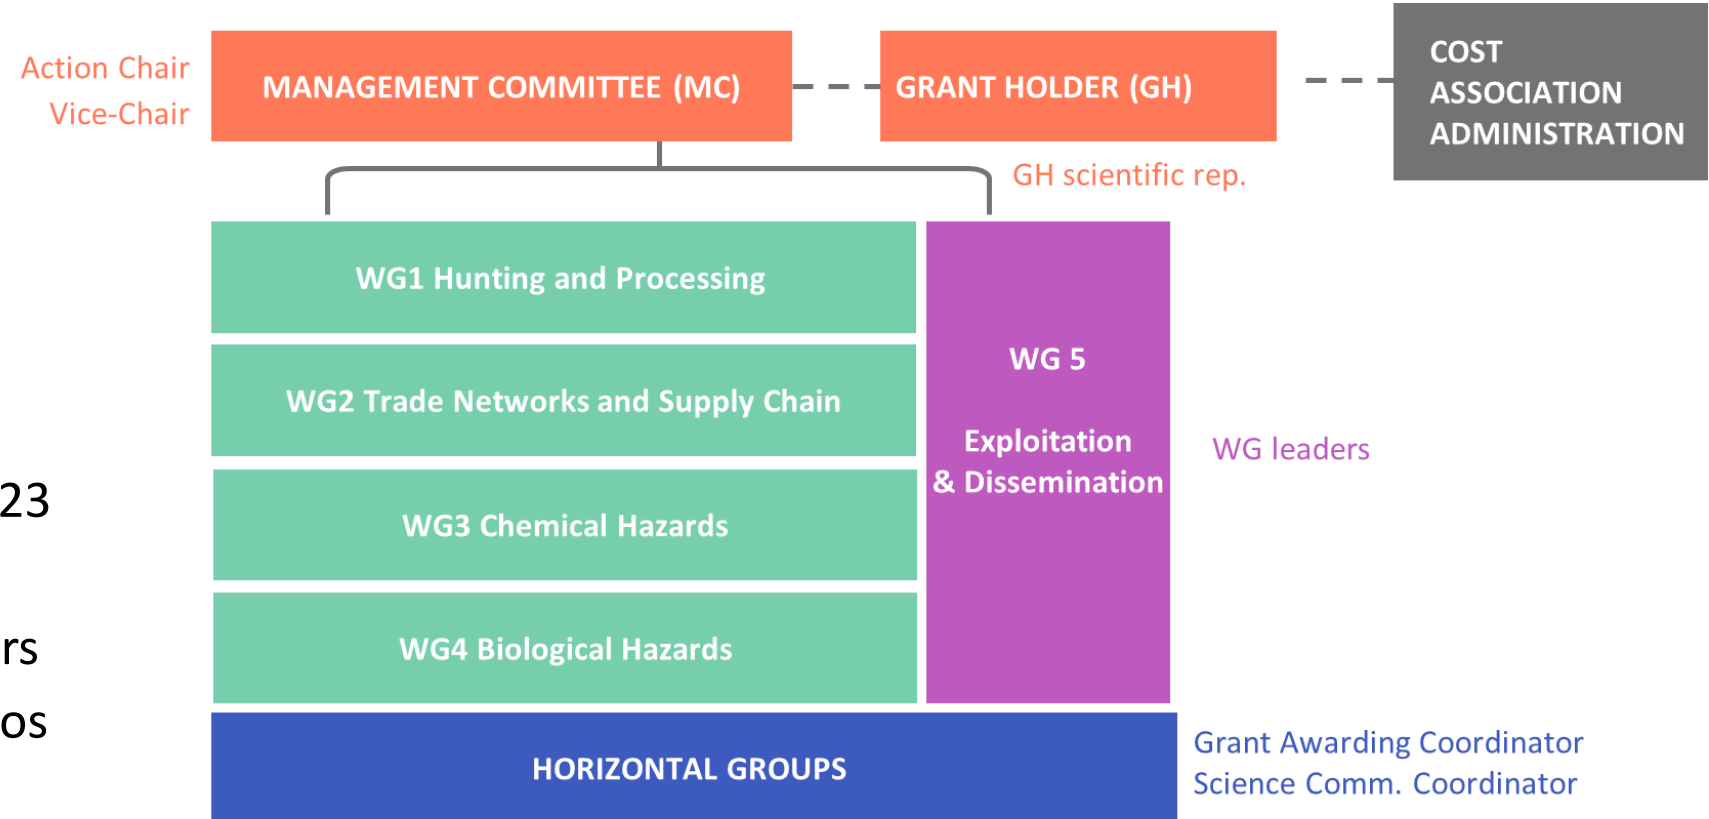 Action Chair
Vice-Chair
MANAGEMENT COMMITTEE (MC)
GRANT HOLDER (GH)
COST
ASSOCIATION
ADMINISTRATION
GH scientific rep.
WG1 Hunting and Processing
WG2 Trade Networks and Supply Chain
WG3 Chemical Hazards
WG4 Biological Hazards
WG 5
Exploitation
& Dissemination
WG leaders
23
rs
os
HORIZONTAL GROUPS
Grant Awarding Coordinator
Science Comm. Coordinator